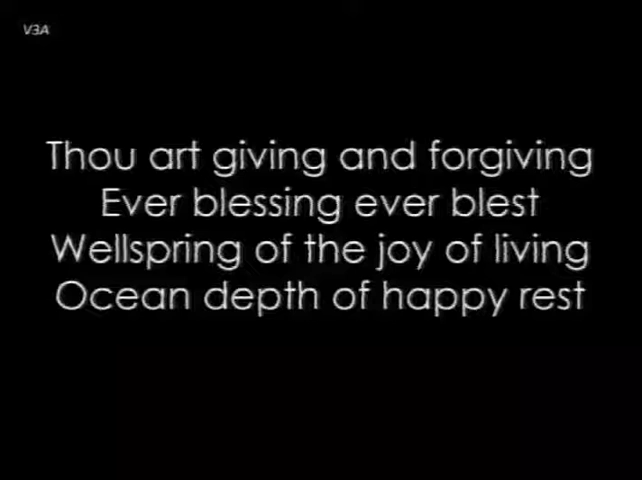 V3A
Thou art giving and forgiving
Ever blessing ever blest
Wellspring of the joy of living
Ocean depth of happy rest